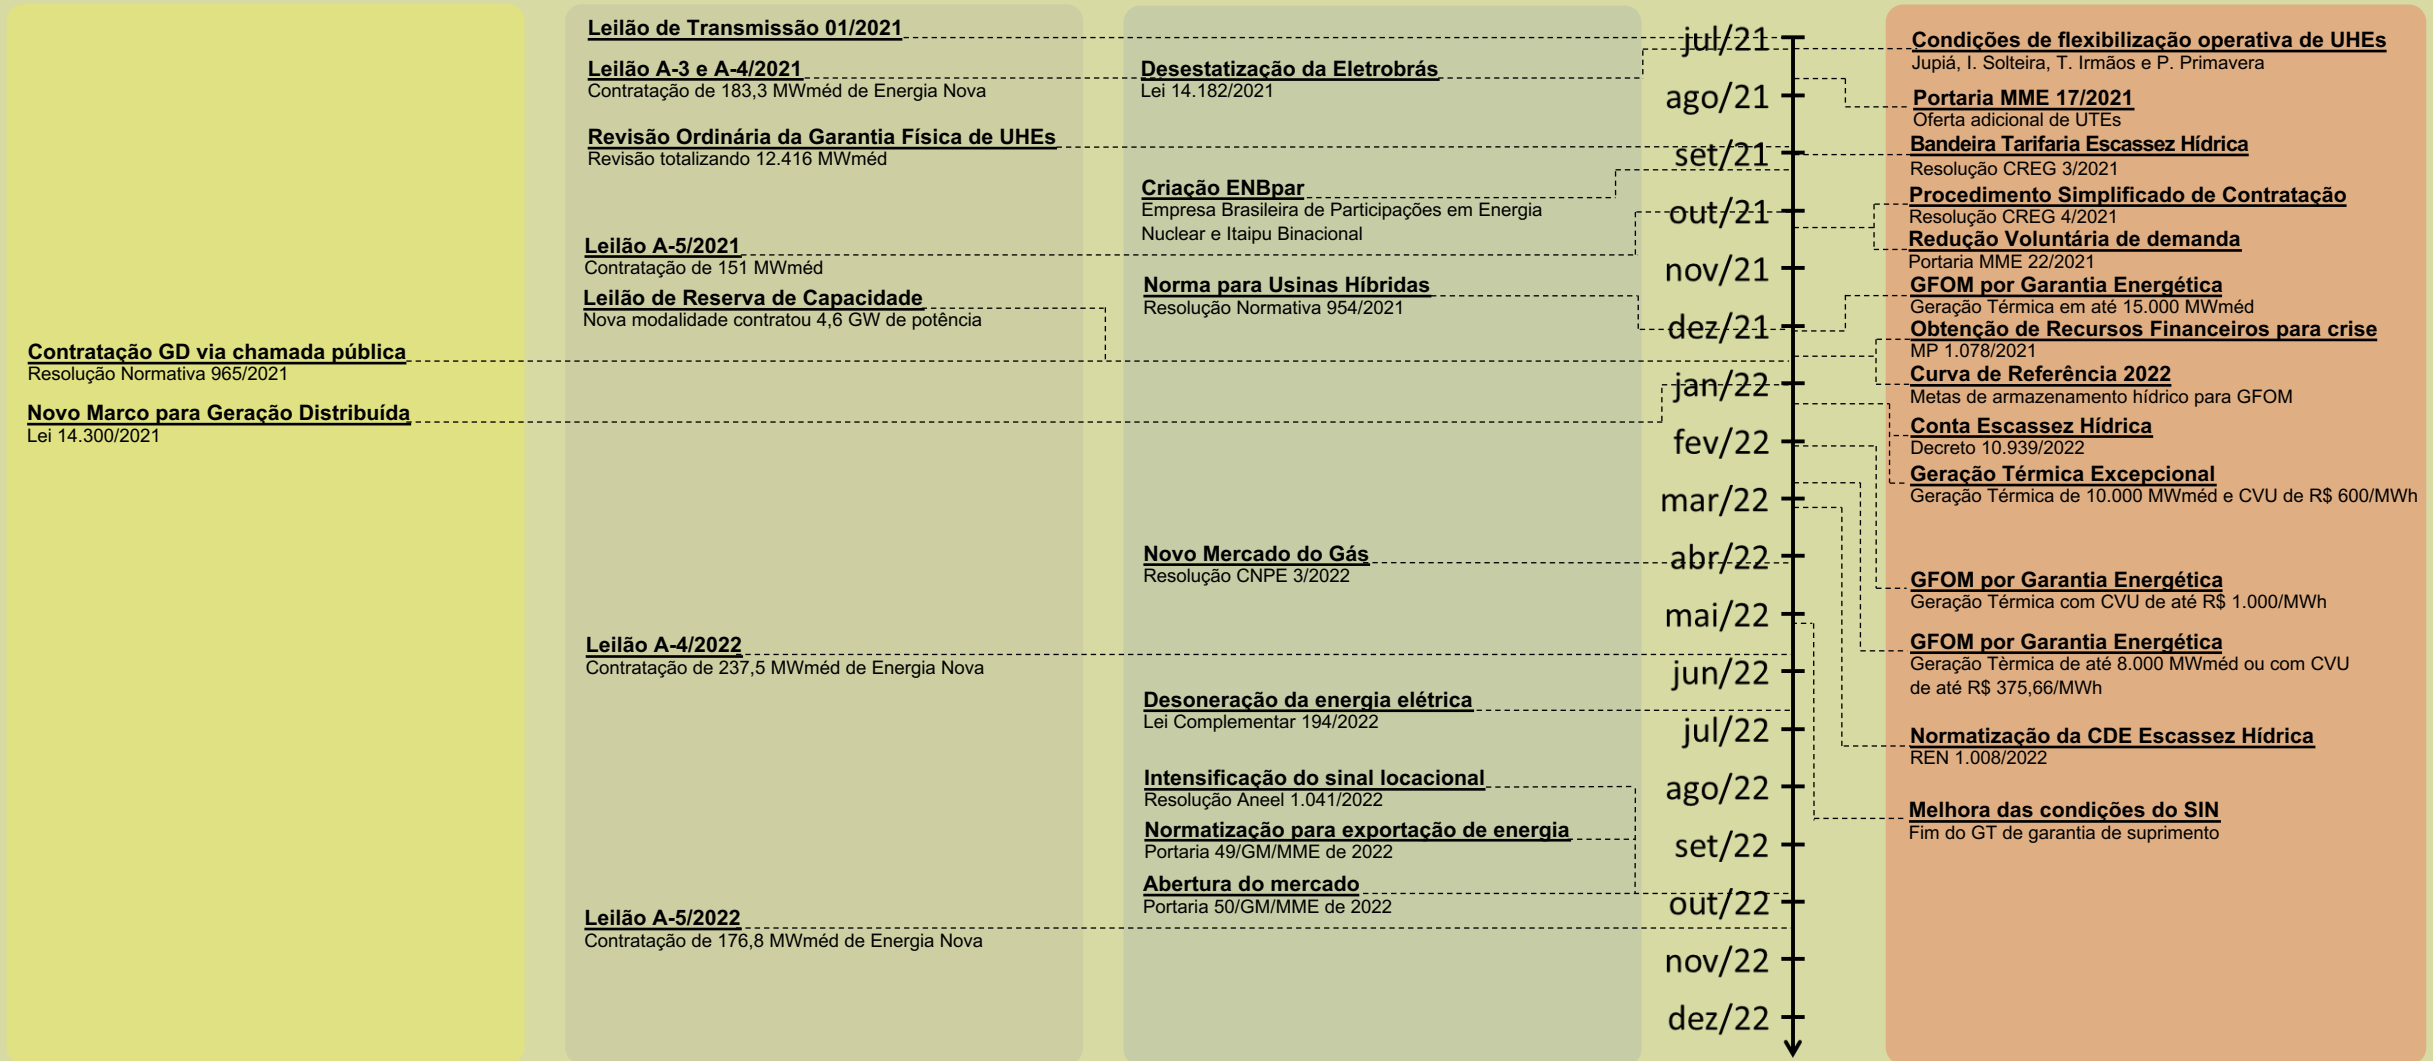 Contratação GD via chamada pública
Resolução Normativa 965/2021
Novo Marco para Geração Distribuída
Lei 14.300/2021
Leilão de Transmissão 01/2021
Leilão A-3 e A-4/2021
Contratação de 183,3 MWméd de Energia Nova
Revisão Ordinária da Garantia Física de UHEs
Revisão totalizando 12.416 MWméd
Leilão A-5/2021
Contratação de 151 MWméd
Leilão de Reserva de Capacidade
Nova modalidade contratou 4,6 GW de potência
Leilão A-4/2022
Contratação de 237,5 MWméd de Energia Nova
Leilão A-5/2022
Contratação de 176,8 MWméd de Energia Nova
Desestatização da Eletrobrás
Lei 14.182/2021
Criação ENBpar
Empresa Brasileira de Participações em Energia
Nuclear e Itaipu Binacional
Norma para Usinas Híbridas
Resolução Normativa 954/2021
Novo Mercado do Gás
Resolução CNPE 3/2022
Desoneração da energia elétrica
Lei Complementar 194/2022
Intensificação do sinal locacional
Resolução Aneel 1.041/2022
Normatização para exportação de energia
Portaria 49/GM/MME de 2022
Abertura do mercado
Portaria 50/GM/MME de 2022
jul/21
ago/21
set/21
out/21
nov/21
dez/21
jan/22
fev/22
mar/22
abr/22
mai/22
jun/22
jul/22
ago/22
set/22
out/22
nov/22
dez/22
Condições de flexibilização operativa de UHEs
Jupiá, I. Solteira, T. Irmãos e P. Primavera
Portaria MME 17/2021
Oferta adicional de UTEs
Bandeira Tarifaria Escassez Hídrica
Resolução CREG 3/2021
Procedimento Simplificado de Contratação
Resolução CREG 4/2021
Redução Voluntária de demanda
Portaria MME 22/2021
GFOM por Garantia Energética
Geração Térmica em até 15.000 MWméd
Obtenção de Recursos Financeiros para crise
MP 1.078/2021
Curva de Referência 2022
Metas de armazenamento hídrico para GFOM
Conta Escassez Hídrica
Decreto 10.939/2022
Geração Térmica Excepcional
Geração Térmica de 10.000 MWméd e CVU de R$ 600/MWh
GFOM por Garantia Energética
Geração Térmica com CVU de até R$ 1.000/MWh
GFOM por Garantia Energética
Geração Tèrmica de até 8.000 MWméd ou com CVU
de até R$ 375,66/MWh
Normatização da CDE Escassez Hídrica
REN 1.008/2022
Melhora das condições do SIN
Fim do GT de garantia de suprimento